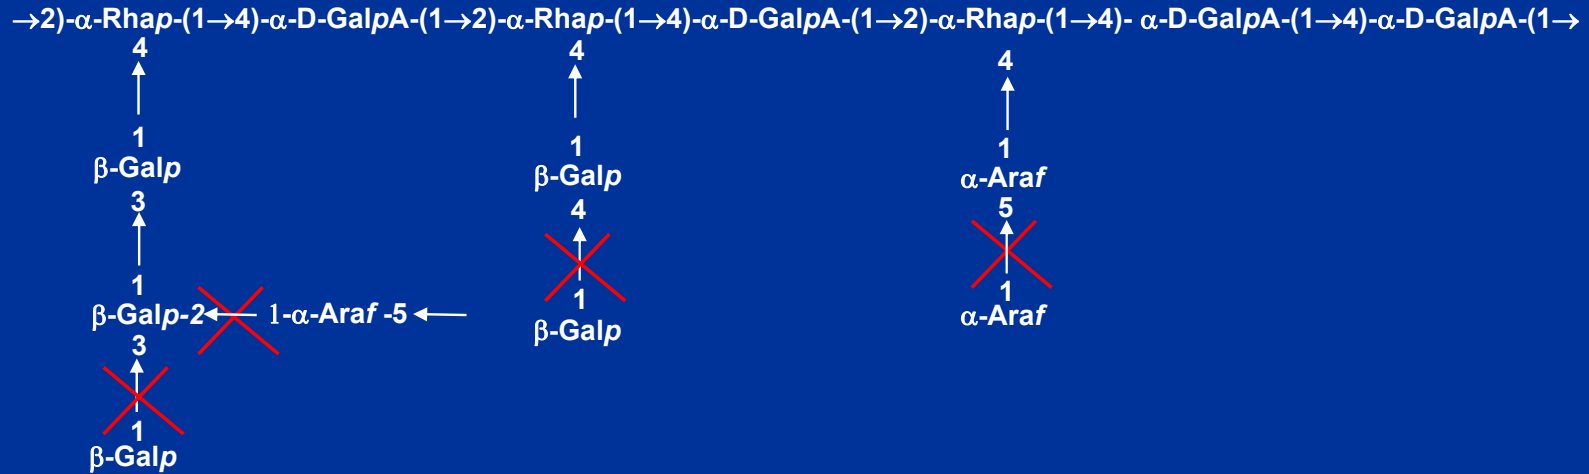 →2)-α-Rhap-(1→4)-α-D-GalpA-(1→2)-α-Rhap-(1→4)-α-D-GalpA-(1→2)-α-Rhap-(1→4)- α-D-GalpA-(1→4)-α-D-GalpA-(1→
4 4 4
1 1 1
β-Galp β-Galp α-Araf
3 4 5
1 1 1
β-Galp-2 1-α-Araf -5 β-Galp α-Araf
3
1
β-Galp